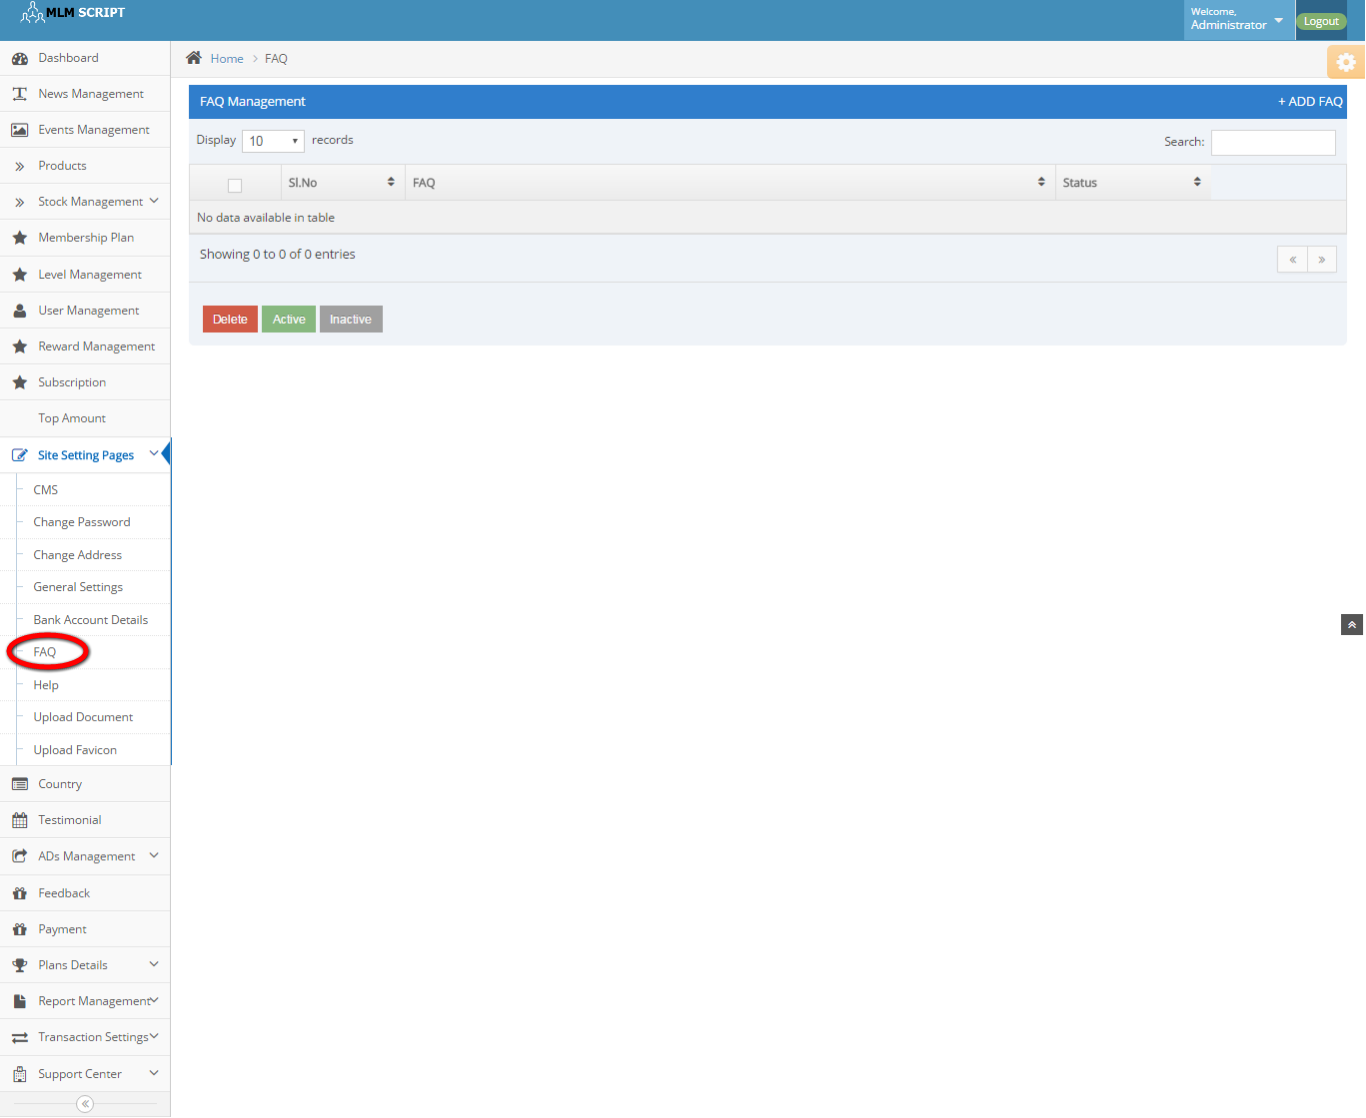 MLM SCRIPT
Welcome,
Administrator
Logout
Dashboard
News Management
Events Management
Products
Stock Management
Membership Plan
Level Management
User Management
Reward Management
Subscription
Top Amount
Site Setting Pages
CMS
Change Password
Change Address
General Settings
Bank Account Details
FAQ
Help
Upload Document
Upload Favicon
Country
Testimonial
ADs Management
Feedback
Payment
Plans Details
Report Management
Transaction Settings
Support Center
Home > FAQ
FAQ Management + ADD FAQ
Display 10 records Search:
Sl.No FAQ Status
No data available in table
Showing 0 to 0 of 0 entries « »
Delete Active Inactive